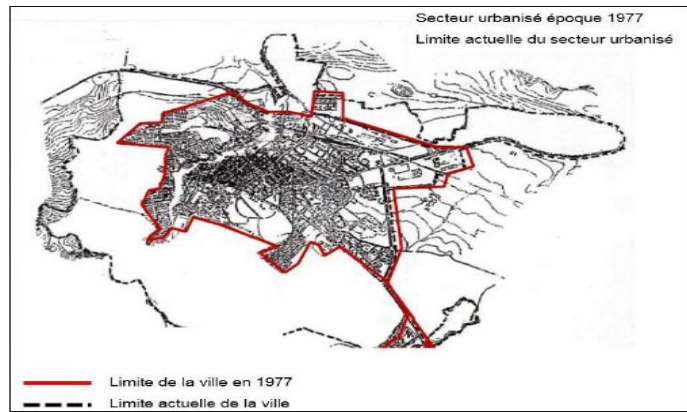 Secteur urbanisé époque 1977
Limite actuelle du secteur urbanisé
Limite de la ville en 1977
Limite actuelle de la ville